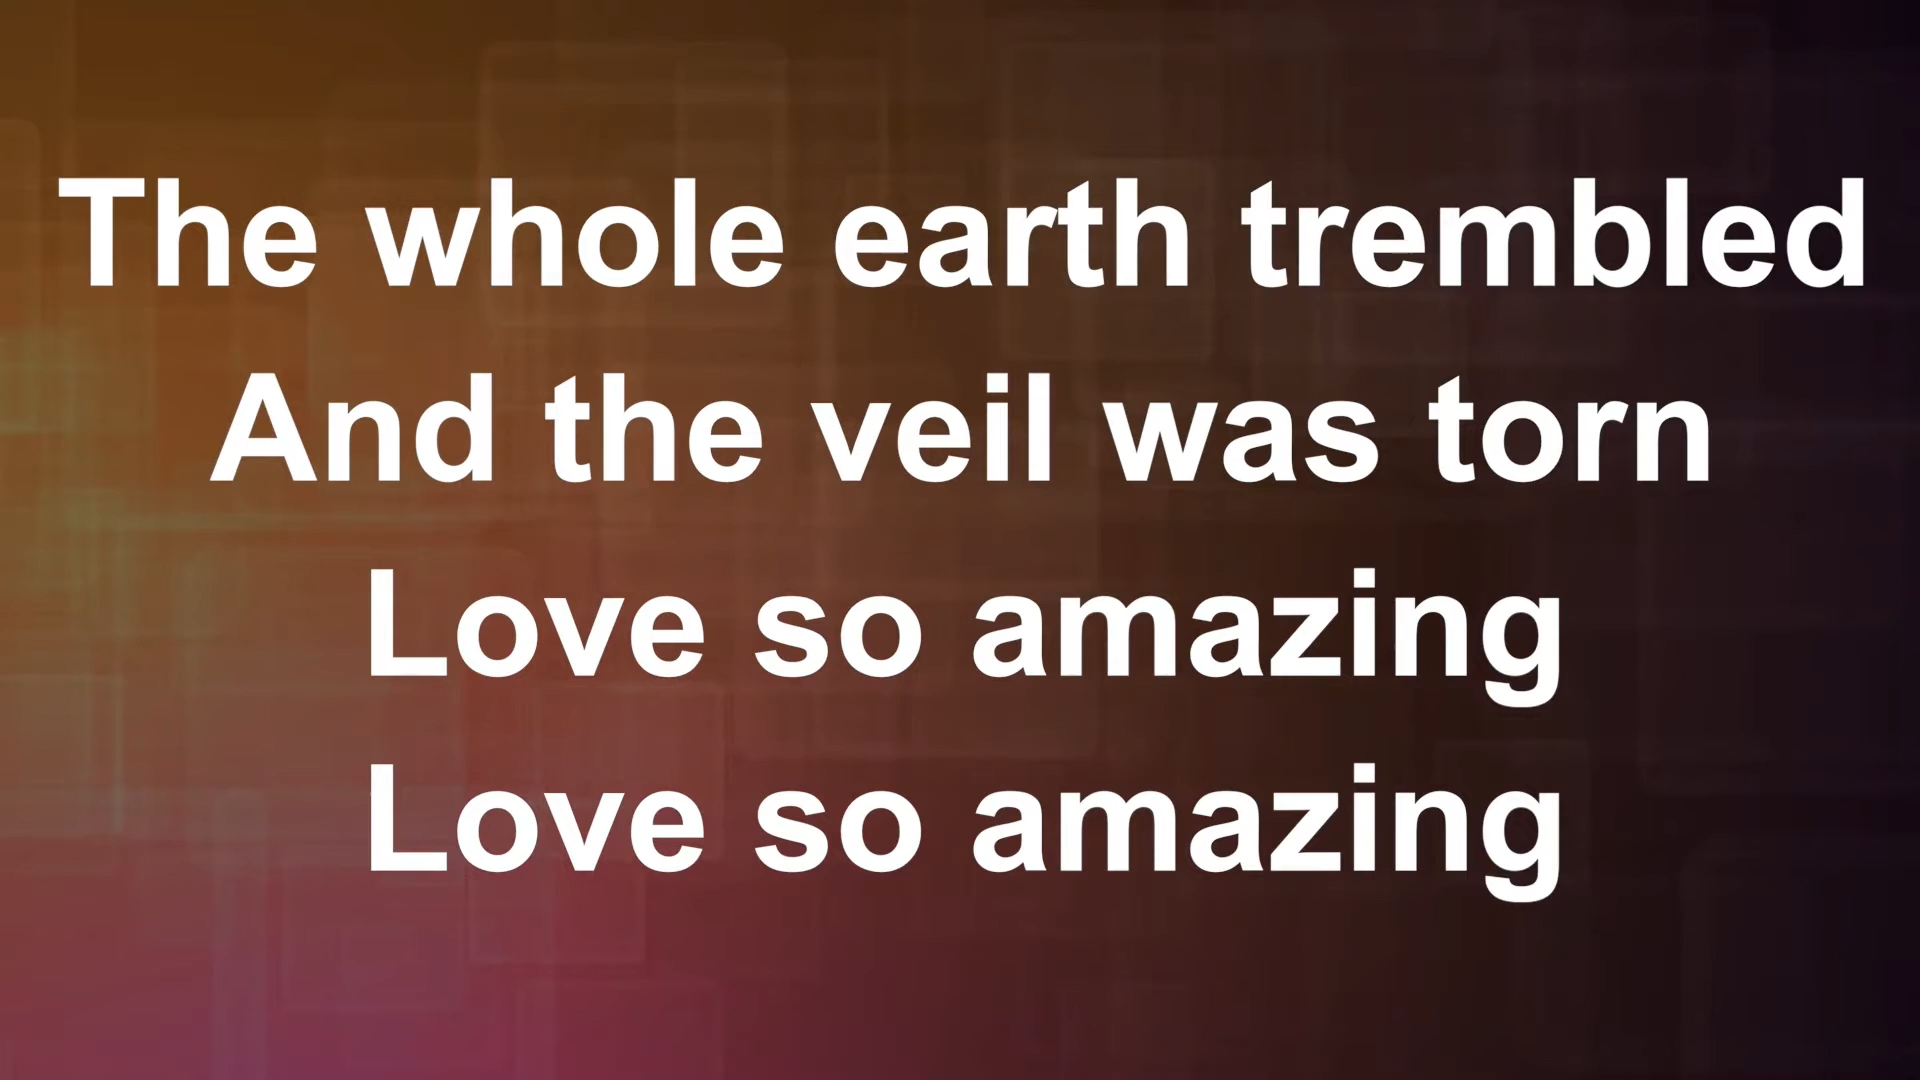 The whole earth trembled
And the veil was torn
Love so amazing
Love so amazing